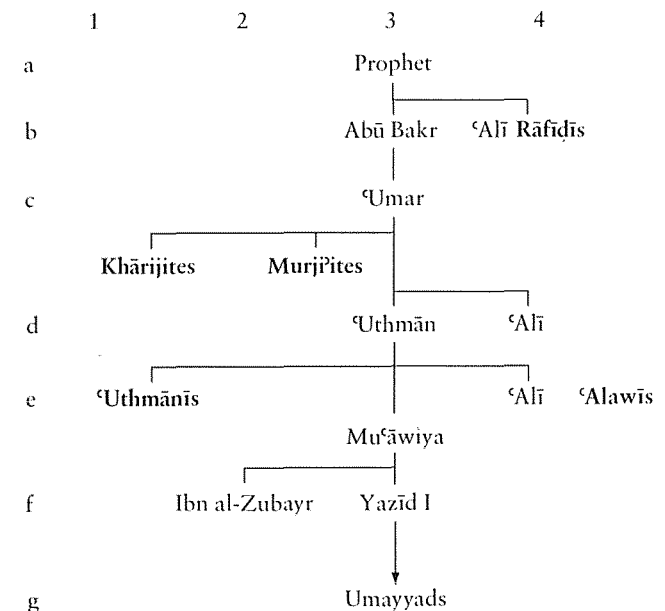 1 2 3 4
a Prophet
b Abū Bakr ʿAlī Rāfiḍīs
c ʿUmar
Khārijites Murjiʾites
d ʿUthmān ʿAlī
e ʿUthmānīs ʿAlī ʿAlawīs
Muʿāwiya
f Ibn al-Zubayr Yazīd I
g Umayyads